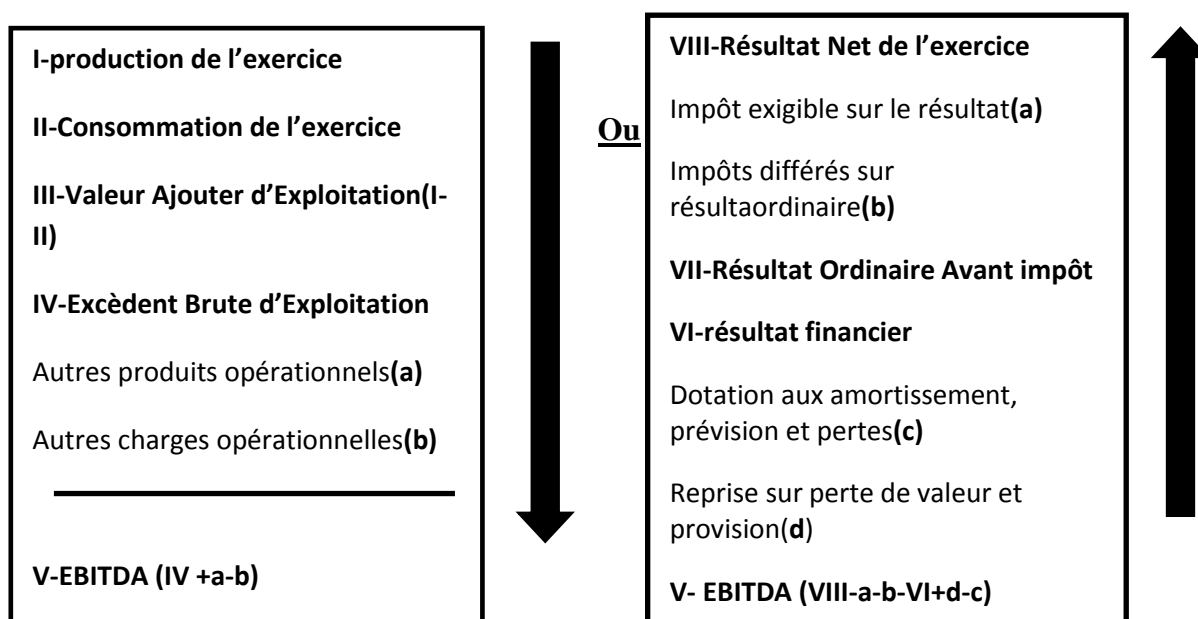 I-production de l’exercice
II-Consommation de l’exercice
III-Valeur Ajouter d’Exploitation(I-
II)
IV-Excèdent Brute d’Exploitation
Autres produits opérationnels(a)
Autres charges opérationnelles(b)
V-EBITDA (IV +a-b)
Ou
VIII-Résultat Net de l’exercice
Impôt exigible sur le résultat(a)
Impôts différés sur
résultaordinaire(b)
VII-Résultat Ordinaire Avant impôt
VI-résultat financier
Dotation aux amortissement,
prévision et pertes(c)
Reprise sur perte de valeur et
provision(d)
V- EBITDA (VIII-a-b-VI+d-c)